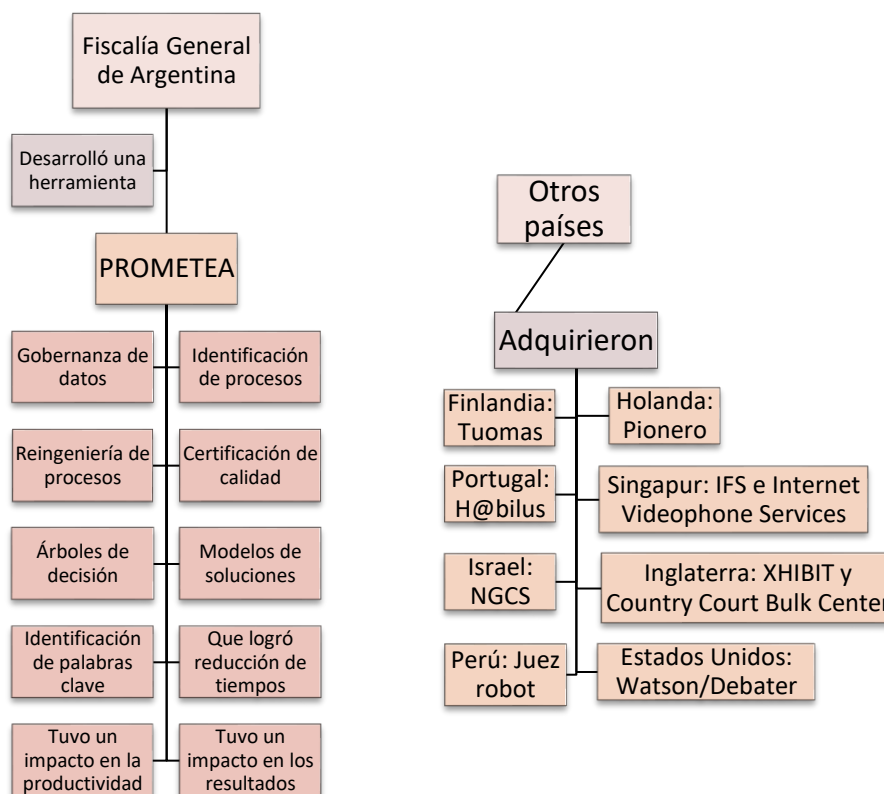 Fiscalía General
de Argentina
Desarrolló una
herramienta
PROMETEA
Gobernanza de
datos
Identificación
de procesos
Reingeniería de
procesos
Certificación de
calidad
Árboles de
decisión
Modelos de
soluciones
Identificación
de palabras
clave
Que logró
reducción de
tiempos
Tuvo un
impacto en la
productividad
Tuvo un
impacto en los
resultados
Otros
países
Adquirieron
Finlandia:
Tuomas
Holanda:
Pionero
Portugal:
H@bilus
Singapur: IFS e Internet
Videophone Services
Israel:
NGCS
Inglaterra: XHIBIT y
Country Court Bulk Center
Perú: Juez
robot
Estados Unidos:
Watson/Debater